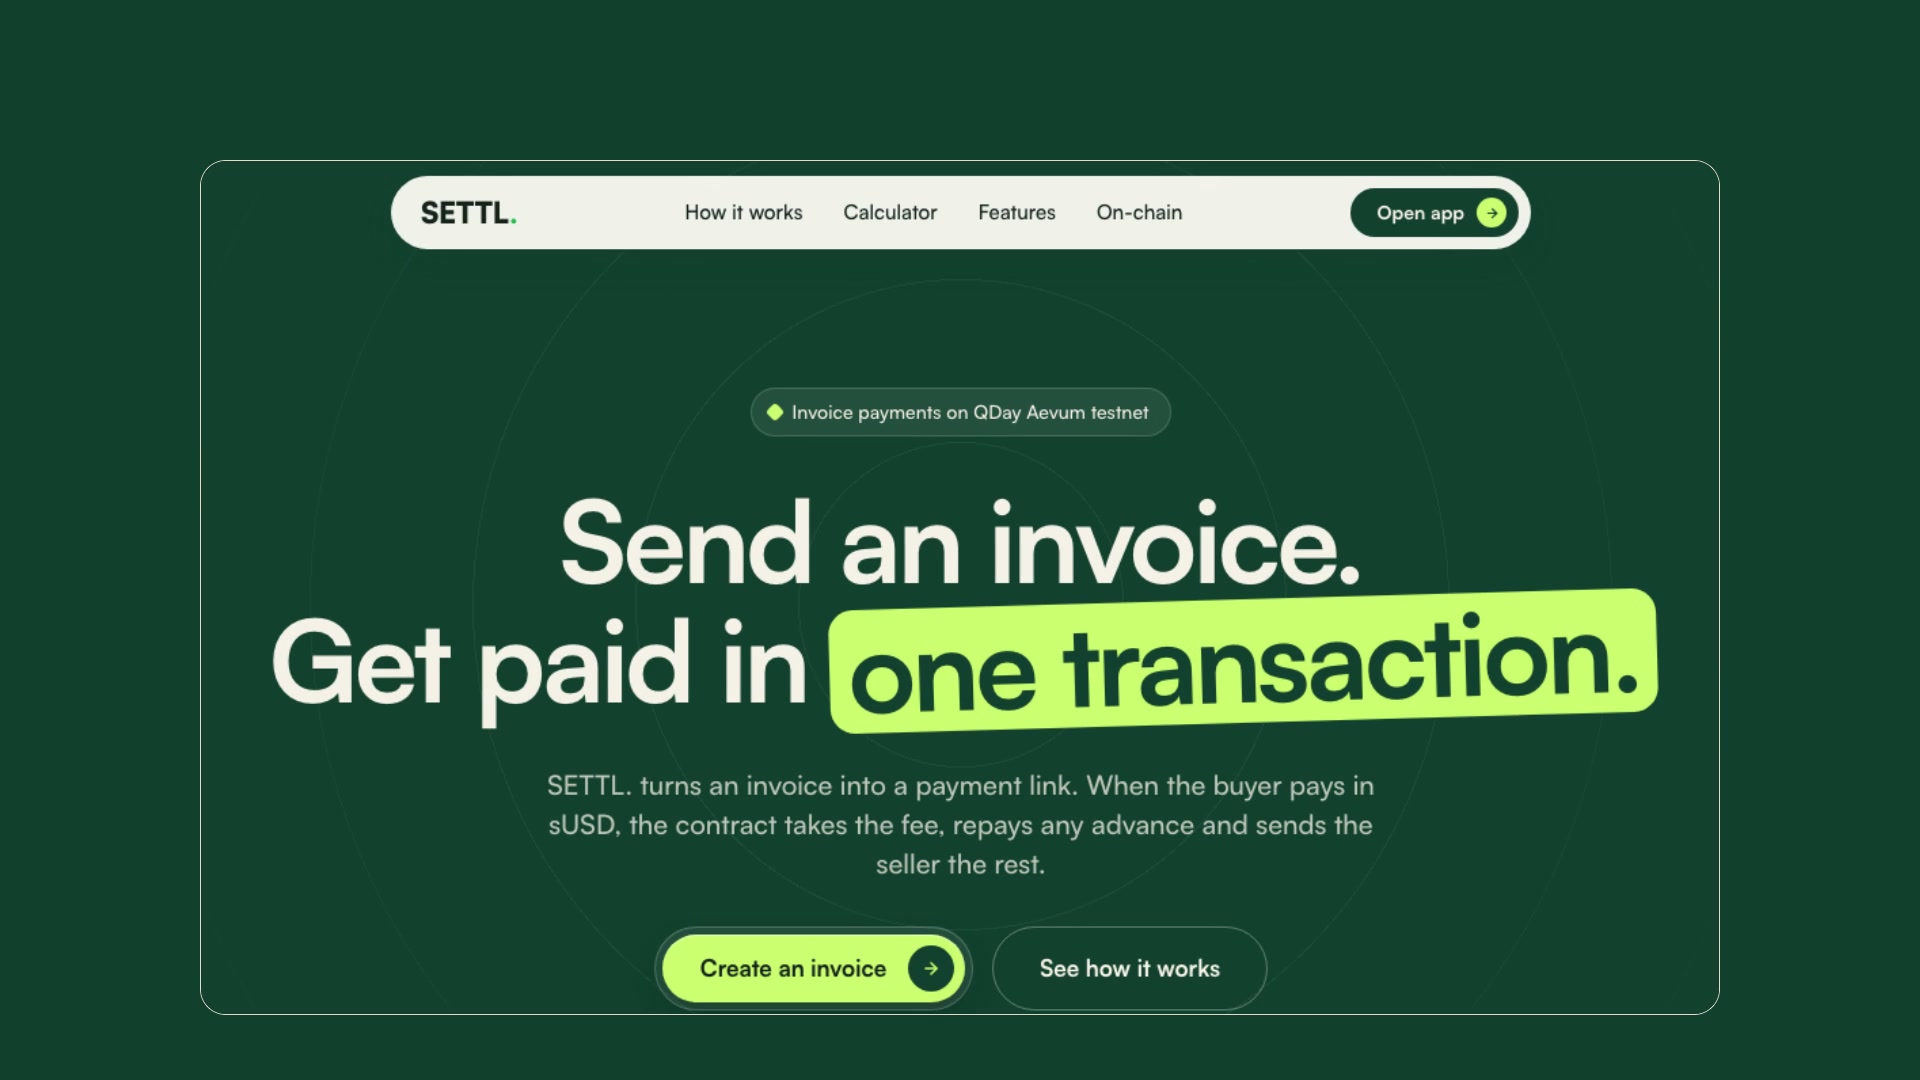 SETTL.
How it works
Calculator
Features
On-chain
Open app
Invoice payments on QDay Aevum testnet
Send an invoice.
Get paid in one transaction.
SETTL. turns an invoice into a payment link. When the buyer pays in
sUSD, the contract takes the fee, repays any advance and sends the
seller the rest.
Create an invoice
See how it works